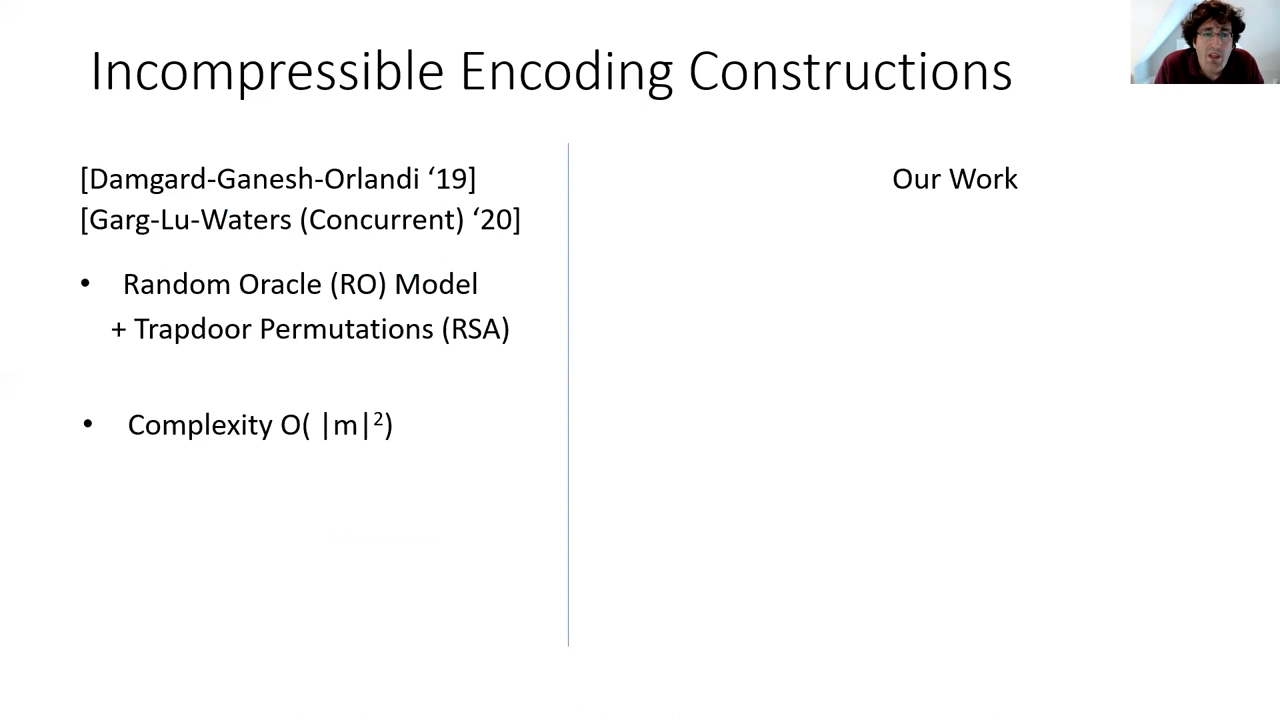 Incompressible Encoding Constructions
[Damgard-Ganesh-Orlandi ‘19]
[Garg-Lu-Waters (Concurrent) ‘20]
• Random Oracle (RO) Model
+ Trapdoor Permutations (RSA)
• Complexity O( |m|²)
Our Work